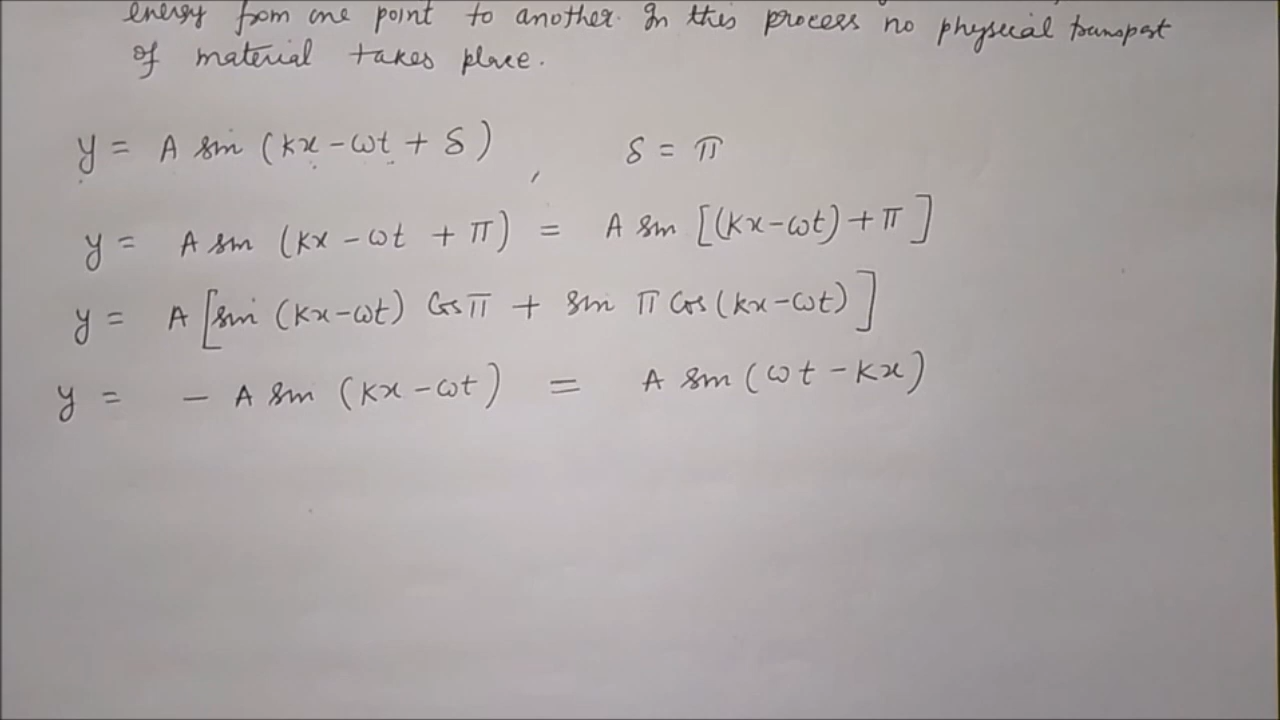 energy from one point to another. In this process no physical transport
of material takes place.
y = A sin (kx - ωt + δ) , δ = π
y = A sin (kx - ωt + π) = A sin [(kx-ωt) + π]
y = A [sin (kx-ωt) Cos π + sin π Cos (kx-ωt)]
y = - A sin (kx - ωt) = A sin (ωt - kx)